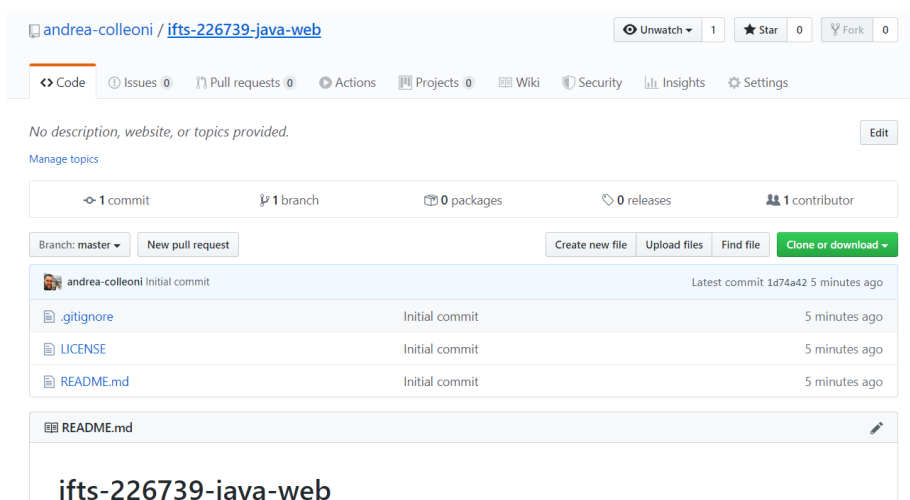 andrea-colleoni / ifts-226739-java-web Unwatch 1 Star 0 Fork 0
Code Issues 0 Pull requests 0 Actions Projects 0 Wiki Security Insights Settings
No description, website, or topics provided. Edit
Manage topics
1 commit 1 branch 0 packages 0 releases 1 contributor
Branch: master New pull request Create new file Upload files Find file Clone or download
andrea-colleoni Initial commit Latest commit 1d74a42 5 minutes ago
.gitignore Initial commit 5 minutes ago
LICENSE Initial commit 5 minutes ago
README.md Initial commit 5 minutes ago
README.md
ifts-226739-java-web